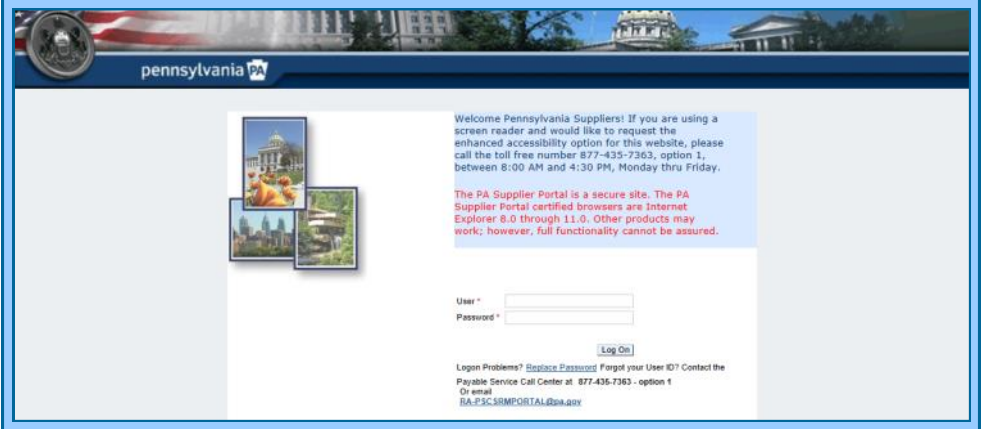 pennsylvania PA
Welcome Pennsylvania Suppliers! If you are using a
screen reader and would like to request the
enhanced accessibility option for this website, please
call the toll free number 877-435-7363, option 1,
between 8:00 AM and 4:30 PM, Monday thru Friday.
The PA Supplier Portal is a secure site. The PA
Supplier Portal certified browsers are Internet
Explorer 8.0 through 11.0. Other products may
work; however, full functionality cannot be assured.
User *
Password *
Log On
Logon Problems? Replace Password Forgot your User ID? Contact the
Payable Service Call Center at 877-435-7363 - option 1
Or email
RA-PSCSRMPORTAL@pa.gov